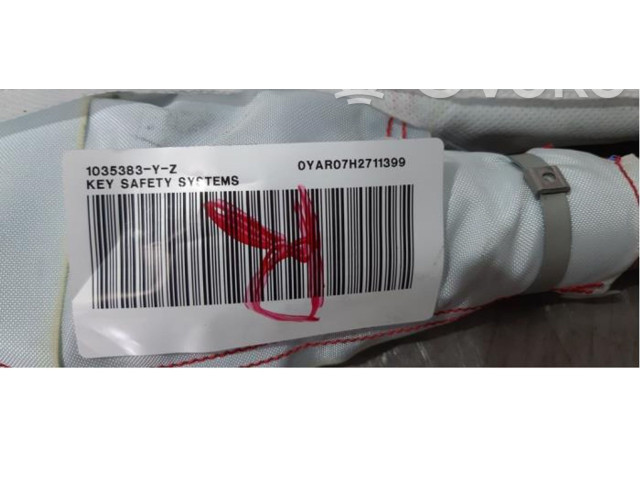 1035383-Y-Z 0YAR07H2711399
KEY SAFETY SYSTEMS
R